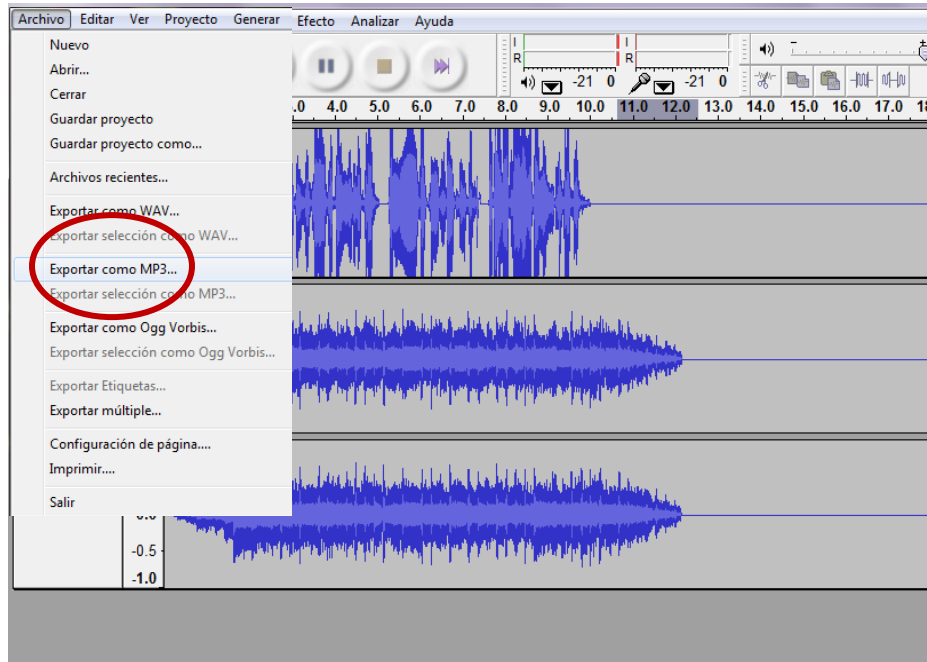 Archivo Editar Ver Proyecto Generar Efecto Analizar Ayuda
Nuevo
Abrir...
Cerrar
Guardar proyecto
Guardar proyecto como...
Archivos recientes...
Exportar como WAV...
Exportar selección como WAV...
Exportar como MP3...
Exportar selección como MP3...
Exportar como Ogg Vorbis...
Exportar selección como Ogg Vorbis...
Exportar Etiquetas...
Exportar múltiple...
Configuración de página....
Imprimir....
Salir
I I
R R
-21 0 -21 0
- +
.0 4.0 5.0 6.0 7.0 8.0 9.0 10.0 11.0 12.0 13.0 14.0 15.0 16.0 17.0 18
-0.5
-1.0